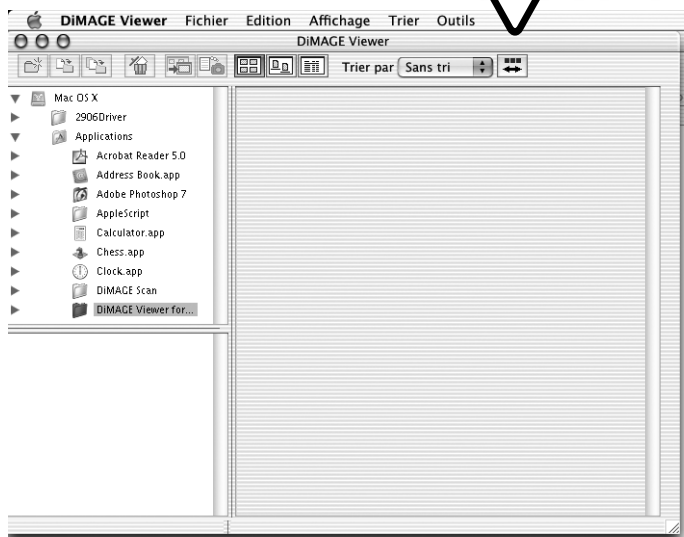 DiMAGE Viewer Fichier Edition Affichage Trier Outils
DiMAGE Viewer
Trier par Sans tri
Mac OS X
2906Driver
Applications
Acrobat Reader 5.0
Address Book.app
Adobe Photoshop 7
AppleScript
Calculator.app
Chess.app
Clock.app
DiMAGE Scan
DiMAGE Viewer for...